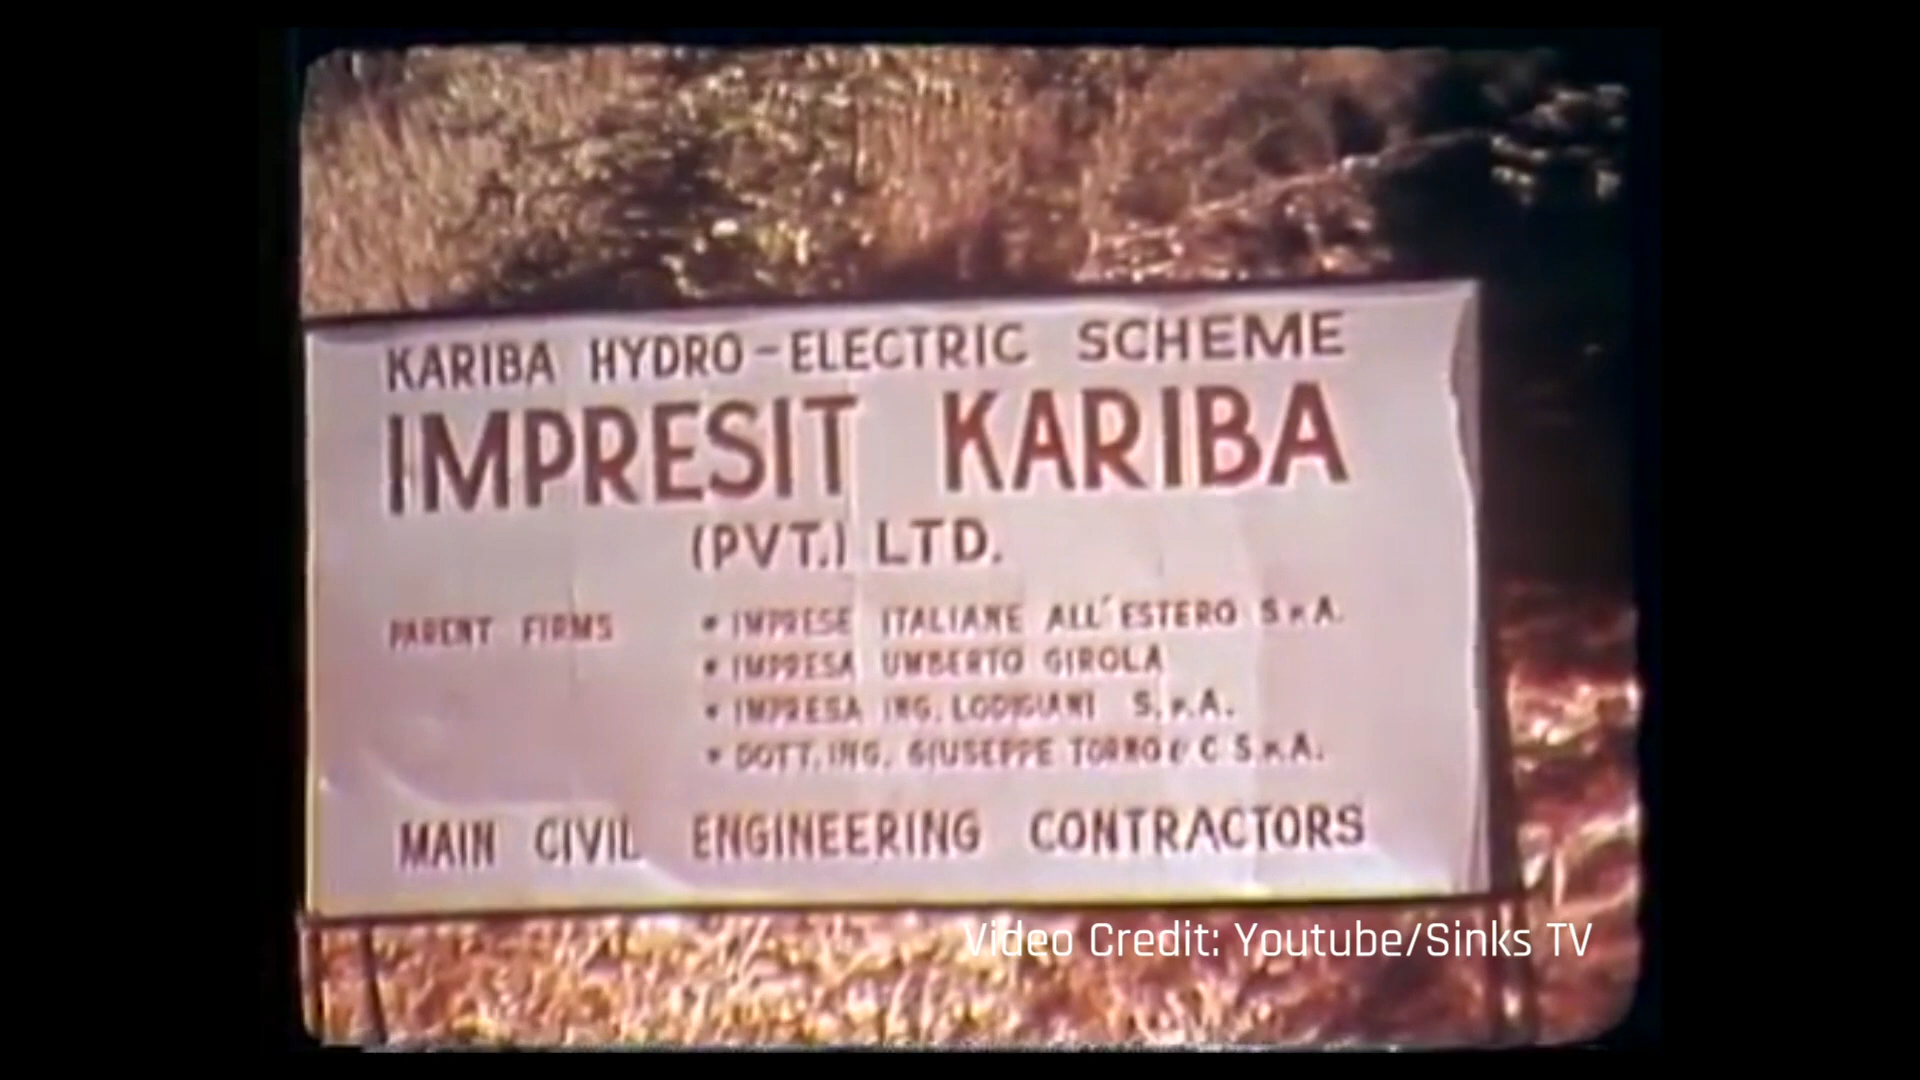 KARIBA HYDRO-ELECTRIC SCHEME
IMPRESIT KARIBA
(PVT.) LTD.
PARENT FIRMS * IMPRESE ITALIANE ALL'ESTERO S.P.A.
* IMPRESA UMBERTO GIROLA
* IMPRESA ING. LODIGIANI S.P.A.
* DOTT. ING. GIUSEPPE TORNO & C S.P.A.
MAIN CIVIL ENGINEERING CONTRACTORS
Video Credit: Youtube/Sinks TV